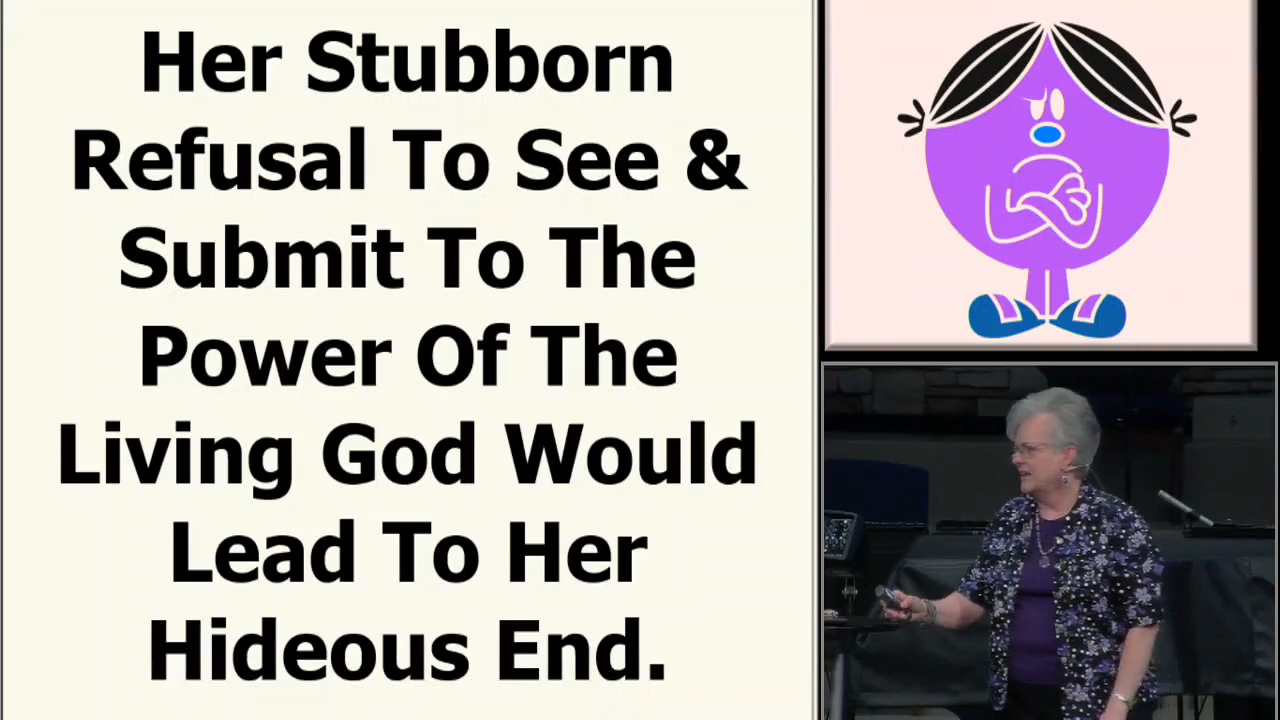 Her Stubborn
Refusal To See &
Submit To The
Power Of The
Living God Would
Lead To Her
Hideous End.